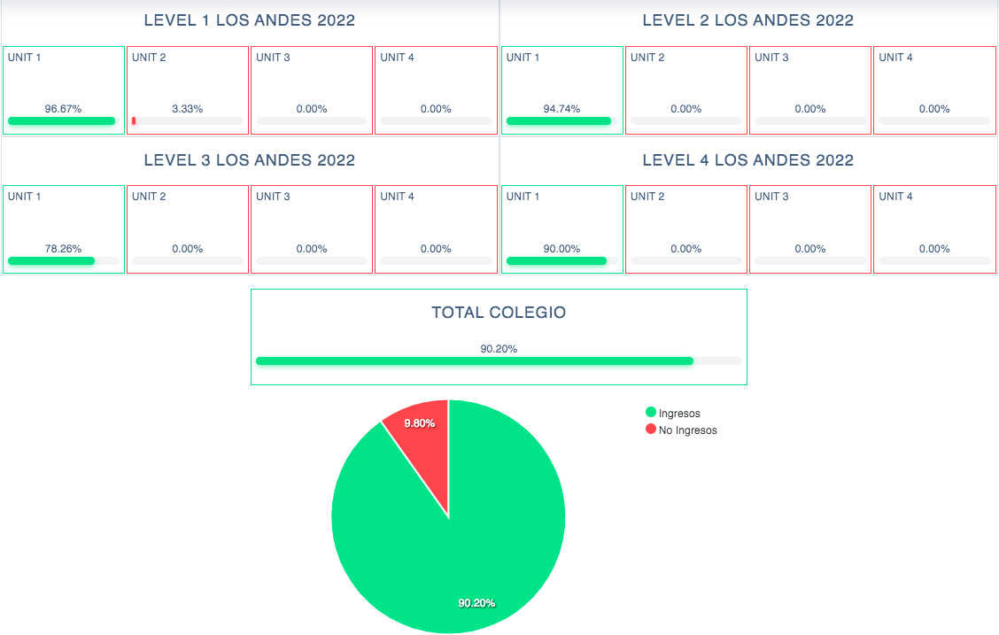 LEVEL 1 LOS ANDES 2022
UNIT 1
96.67%
UNIT 2
3.33%
UNIT 3
0.00%
UNIT 4
0.00%
LEVEL 2 LOS ANDES 2022
UNIT 1
94.74%
UNIT 2
0.00%
UNIT 3
0.00%
UNIT 4
0.00%
LEVEL 3 LOS ANDES 2022
UNIT 1
78.26%
UNIT 2
0.00%
UNIT 3
0.00%
UNIT 4
0.00%
LEVEL 4 LOS ANDES 2022
UNIT 1
90.00%
UNIT 2
0.00%
UNIT 3
0.00%
UNIT 4
0.00%
TOTAL COLEGIO
90.20%
Ingresos
No Ingresos
9.80%
90.20%